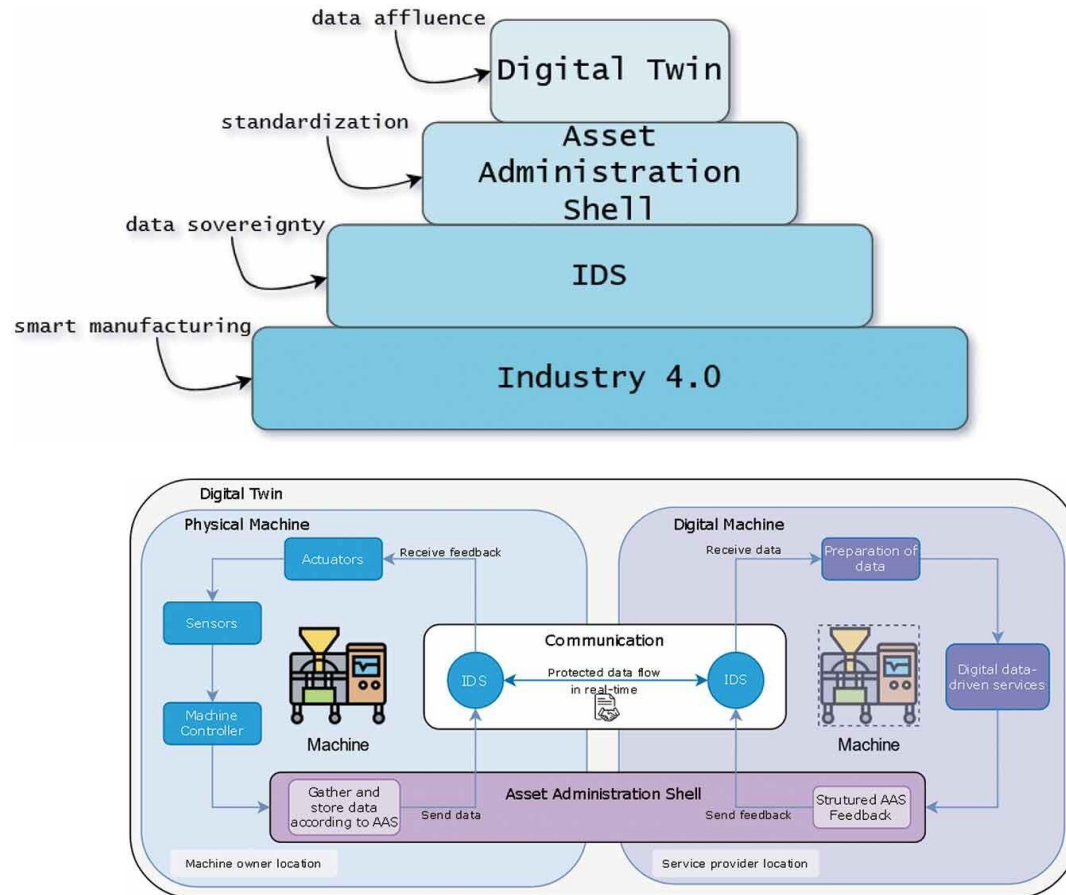 data affluence
Digital Twin
standardization
Asset
Administration
Shell
data sovereignty
IDS
smart manufacturing
Industry 4.0
Digital Twin
Physical Machine
Digital Machine
Actuators
Receive feedback
Receive data
Preparation of
data
Sensors
Communication
IDS
Protected data flow
in real-time
IDS
Digital data-
driven services
Machine
Controller
Machine
Machine
Asset Administration Shell
Gather and
store data
according to AAS
Send data
Send feedback
Strutured AAS
Feedback
Machine owner location
Service provider location